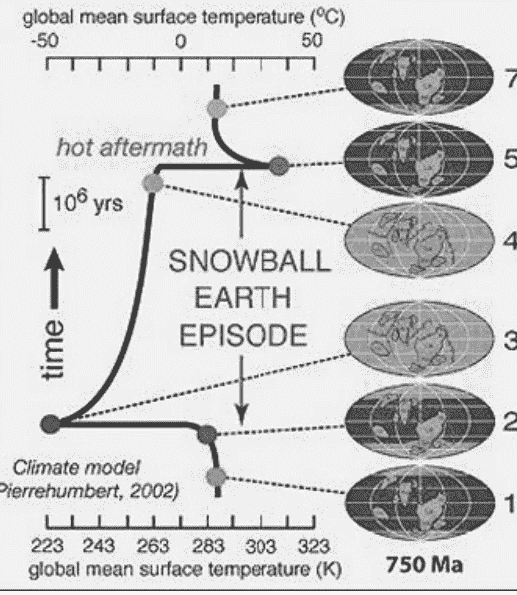 global mean surface temperature (ºC)
-50 0 50
7
hot aftermath
5
10⁶ yrs
4
SNOWBALL
EARTH
EPISODE
time
3
2
Climate model
Pierrehumbert, 2002)
1
223 243 263 283 303 323
global mean surface temperature (K)
750 Ma